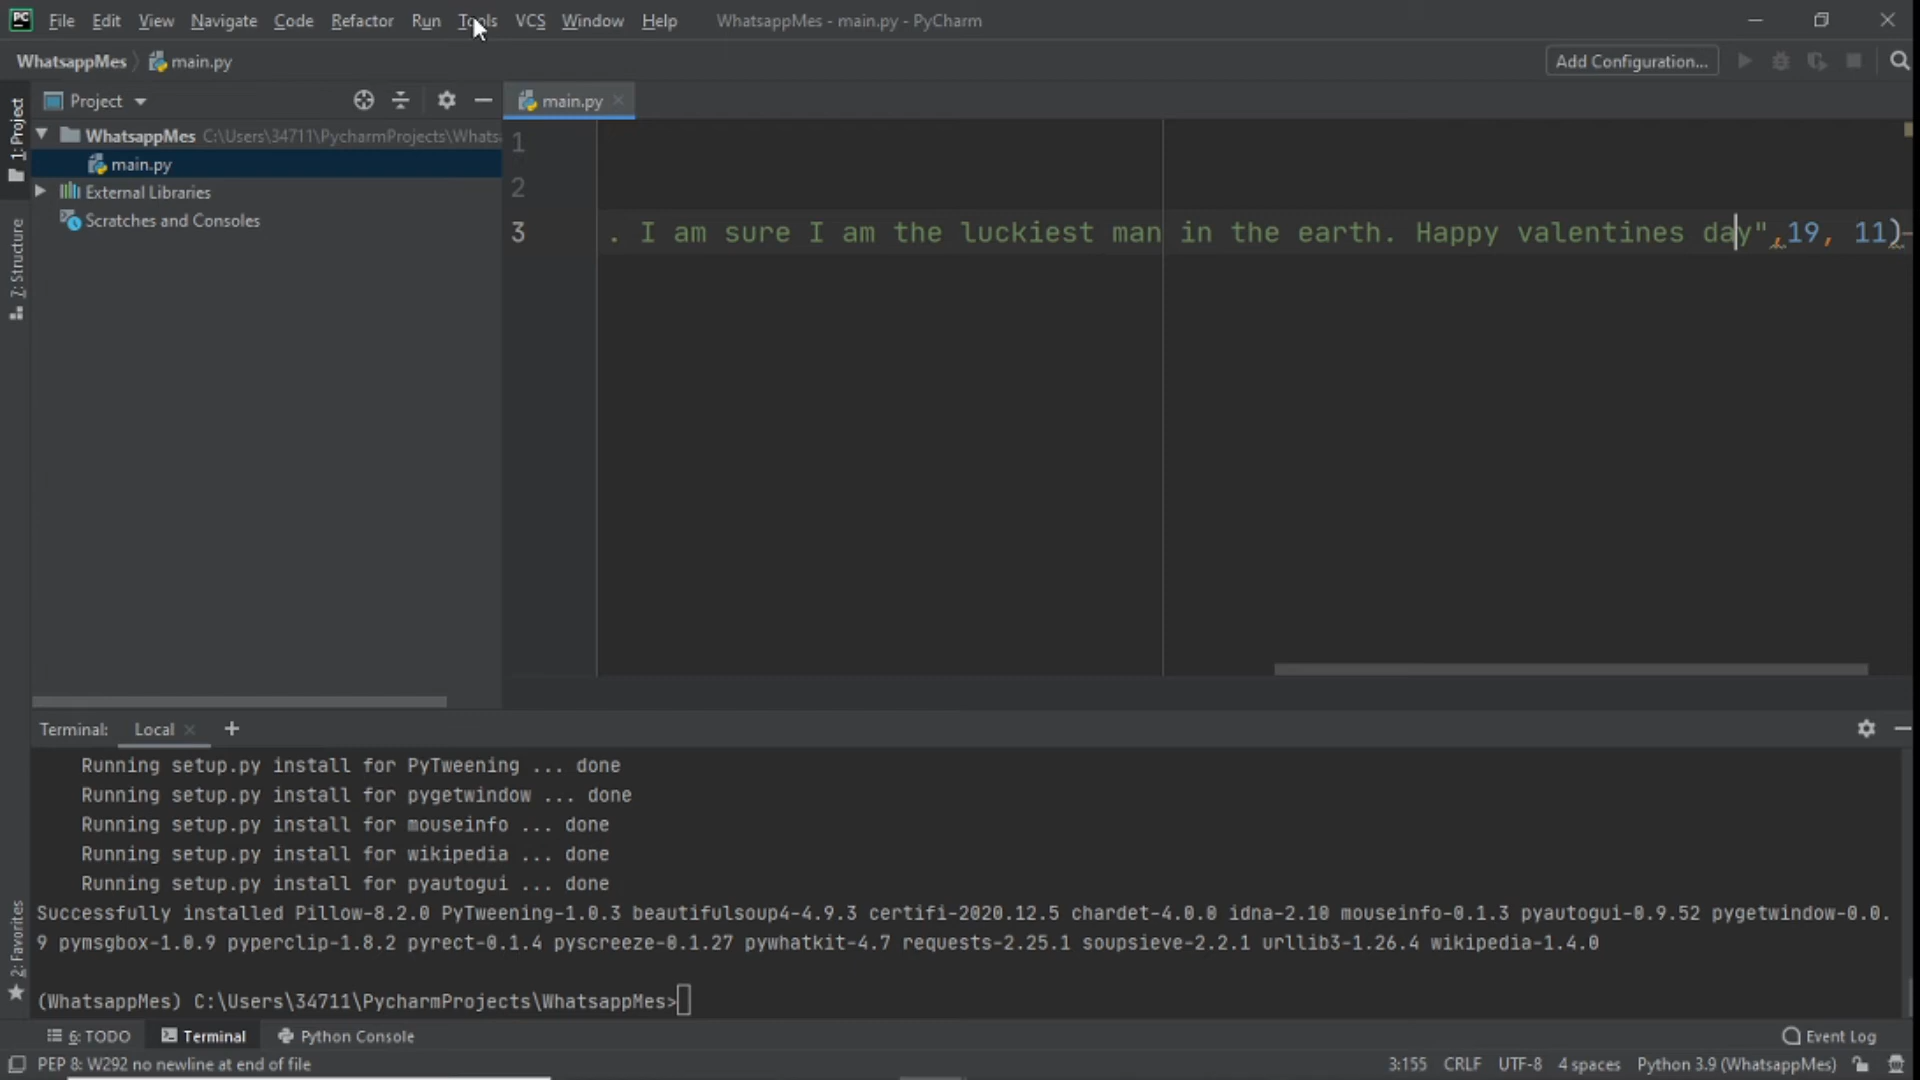 PC File Edit View Navigate Code Refactor Run Tools VCS Window Help WhatsappMes - main.py - PyCharm
WhatsappMes main.py Add Configuration...
1: Project
Project main.py
WhatsappMes C:\Users\34711\PycharmProjects\Whats
main.py
External Libraries
Scratches and Consoles
7: Structure
1
2
3 . I am sure I am the luckiest man in the earth. Happy valentines day",19, 11)
Terminal: Local +
Running setup.py install for PyTweening ... done
Running setup.py install for pygetwindow ... done
Running setup.py install for mouseinfo ... done
Running setup.py install for wikipedia ... done
Running setup.py install for pyautogui ... done
Successfully installed Pillow-8.2.0 PyTweening-1.0.3 beautifulsoup4-4.9.3 certifi-2020.12.5 chardet-4.0.0 idna-2.10 mouseinfo-0.1.3 pyautogui-0.9.52 pygetwindow-0.0.
9 pymsgbox-1.0.9 pyperclip-1.8.2 pyrect-0.1.4 pyscreeze-0.1.27 pywhatkit-4.7 requests-2.25.1 soupsieve-2.2.1 urllib3-1.26.4 wikipedia-1.4.0
(WhatsappMes) C:\Users\34711\PycharmProjects\WhatsappMes>
2: Favorites
6: TODO Terminal Python Console Event Log
PEP 8: W292 no newline at end of file 3:155 CRLF UTF-8 4 spaces Python 3.9 (WhatsappMes)